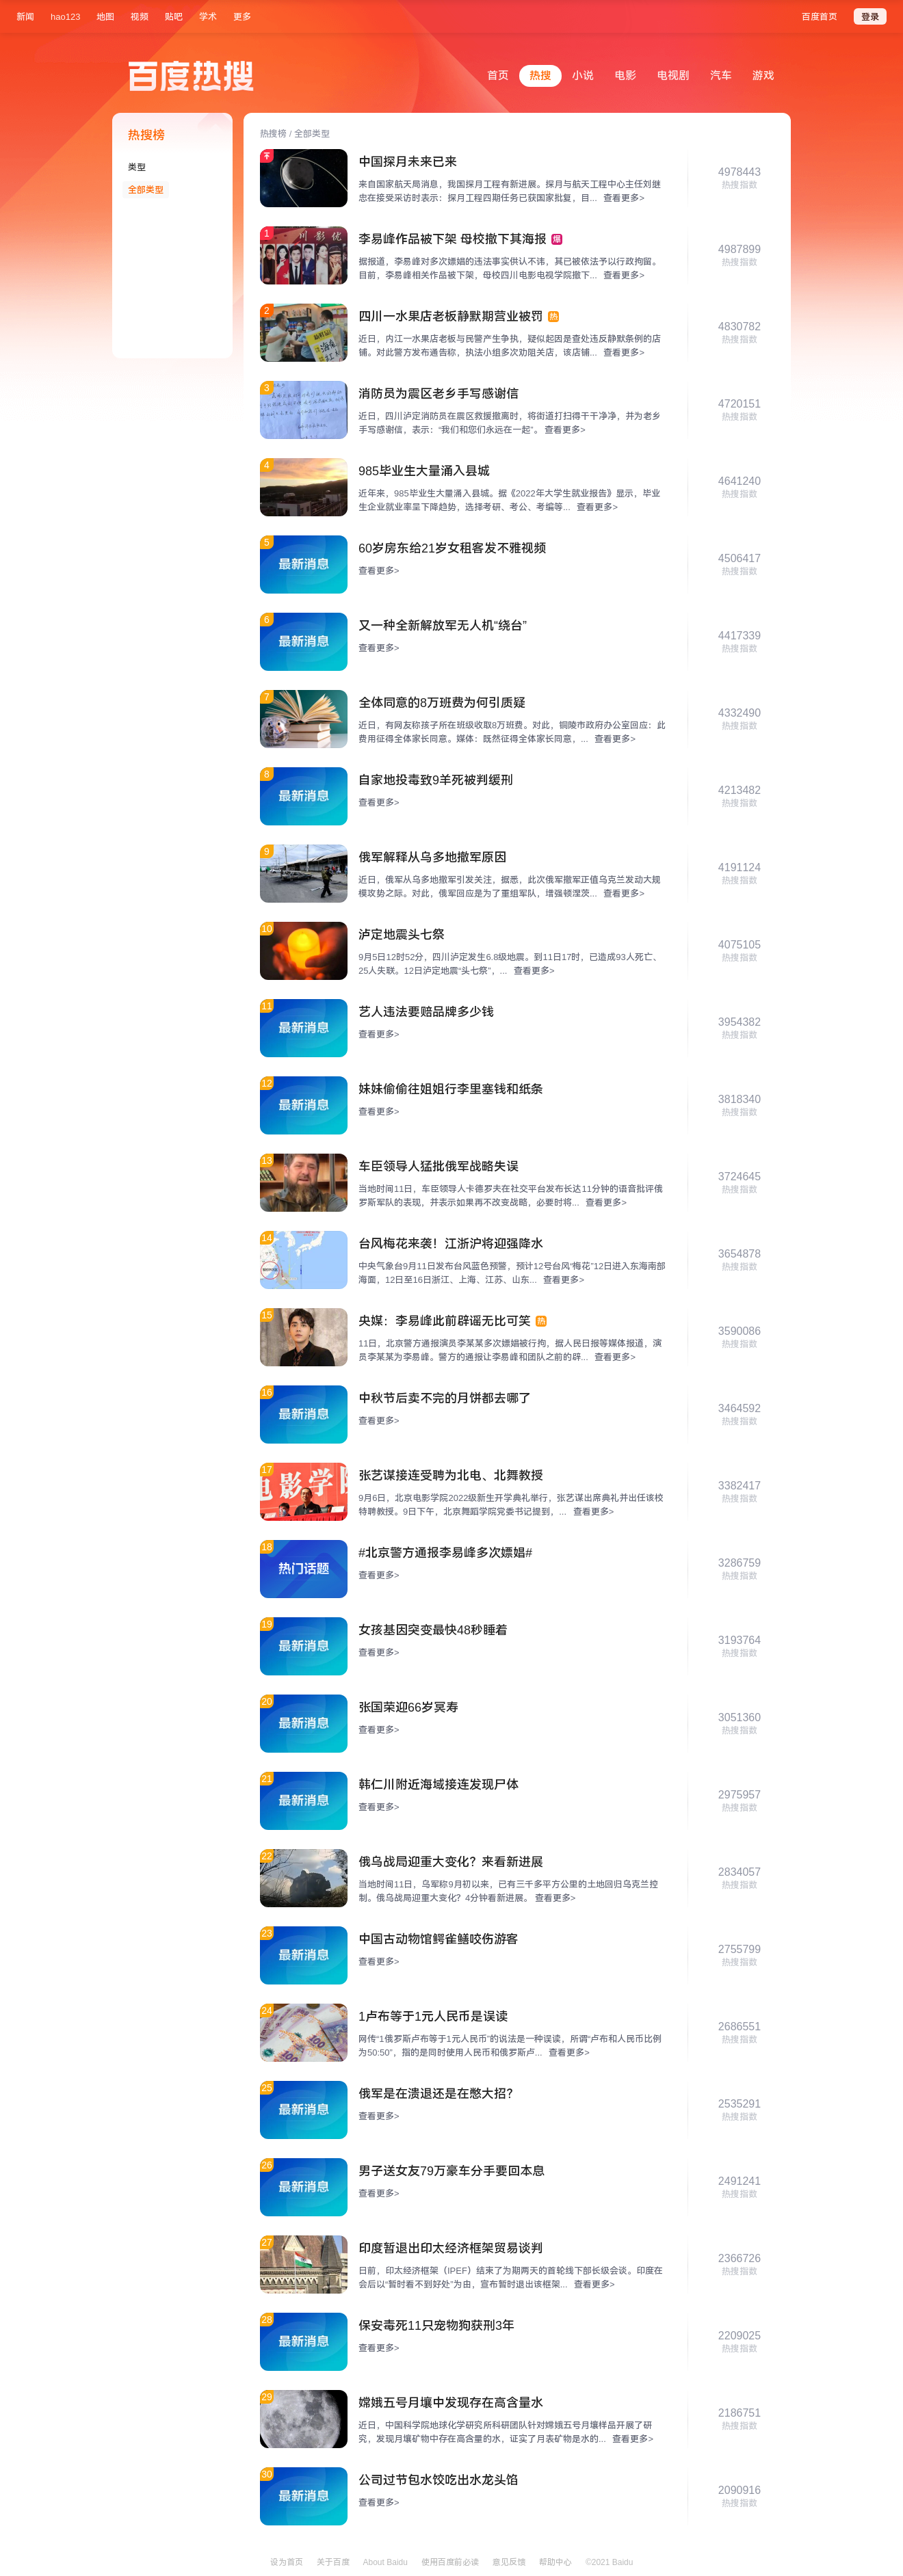 新闻 hao123 地图 视频 贴吧 学术 更多 百度首页 登录
百度热搜 首页 热搜 小说 电影 电视剧 汽车 游戏
热搜榜
类型
全部类型
热搜榜 / 全部类型
中国探月未来已来
来自国家航天局消息，我国探月工程有新进展。探月与航天工程中心主任刘继
忠在接受采访时表示：探月工程四期任务已获国家批复，目... 查看更多>
4978443
热搜指数
1
李易峰作品被下架 母校撤下其海报 爆
据报道，李易峰对多次嫖娼的违法事实供认不讳，其已被依法予以行政拘留。
目前，李易峰相关作品被下架，母校四川电影电视学院撤下... 查看更多>
4987899
热搜指数
2
四川一水果店老板静默期营业被罚 热
近日，内江一水果店老板与民警产生争执，疑似起因是查处违反静默条例的店
铺。对此警方发布通告称，执法小组多次劝阻关店，该店铺... 查看更多>
4830782
热搜指数
3
消防员为震区老乡手写感谢信
近日，四川泸定消防员在震区救援撤离时，将街道打扫得干干净净，并为老乡
手写感谢信，表示：“我们和您们永远在一起”。 查看更多>
4720151
热搜指数
4
985毕业生大量涌入县城
近年来，985毕业生大量涌入县城。据《2022年大学生就业报告》显示，毕业
生企业就业率呈下降趋势，选择考研、考公、考编等... 查看更多>
4641240
热搜指数
5
最新消息
60岁房东给21岁女租客发不雅视频
查看更多>
4506417
热搜指数
6
最新消息
又一种全新解放军无人机“绕台”
查看更多>
4417339
热搜指数
7
全体同意的8万班费为何引质疑
近日，有网友称孩子所在班级收取8万班费。对此，铜陵市政府办公室回应：此
费用征得全体家长同意。媒体：既然征得全体家长同意，... 查看更多>
4332490
热搜指数
8
最新消息
自家地投毒致9羊死被判缓刑
查看更多>
4213482
热搜指数
9
俄军解释从乌多地撤军原因
近日，俄军从乌多地撤军引发关注，据悉，此次俄军撤军正值乌克兰发动大规
模攻势之际。对此，俄军回应是为了重组军队，增强顿涅茨... 查看更多>
4191124
热搜指数
10
泸定地震头七祭
9月5日12时52分，四川泸定发生6.8级地震。到11日17时，已造成93人死亡、
25人失联。12日泸定地震“头七祭”，... 查看更多>
4075105
热搜指数
11
最新消息
艺人违法要赔品牌多少钱
查看更多>
3954382
热搜指数
12
最新消息
妹妹偷偷往姐姐行李里塞钱和纸条
查看更多>
3818340
热搜指数
13
车臣领导人猛批俄军战略失误
当地时间11日，车臣领导人卡德罗夫在社交平台发布长达11分钟的语音批评俄
罗斯军队的表现，并表示如果再不改变战略，必要时将... 查看更多>
3724645
热搜指数
14
台风梅花来袭！江浙沪将迎强降水
中央气象台9月11日发布台风蓝色预警，预计12号台风“梅花”12日进入东海南部
海面，12日至16日浙江、上海、江苏、山东... 查看更多>
3654878
热搜指数
15
央媒：李易峰此前辟谣无比可笑 热
11日，北京警方通报演员李某某多次嫖娼被行拘，据人民日报等媒体报道，演
员李某某为李易峰。警方的通报让李易峰和团队之前的辟... 查看更多>
3590086
热搜指数
16
最新消息
中秋节后卖不完的月饼都去哪了
查看更多>
3464592
热搜指数
17
张艺谋接连受聘为北电、北舞教授
9月6日，北京电影学院2022级新生开学典礼举行，张艺谋出席典礼并出任该校
特聘教授。9日下午，北京舞蹈学院党委书记提到，... 查看更多>
3382417
热搜指数
18
热门话题
#北京警方通报李易峰多次嫖娼#
查看更多>
3286759
热搜指数
19
最新消息
女孩基因突变最快48秒睡着
查看更多>
3193764
热搜指数
20
最新消息
张国荣迎66岁冥寿
查看更多>
3051360
热搜指数
21
最新消息
韩仁川附近海域接连发现尸体
查看更多>
2975957
热搜指数
22
俄乌战局迎重大变化？来看新进展
当地时间11日，乌军称9月初以来，已有三千多平方公里的土地回归乌克兰控
制。俄乌战局迎重大变化？4分钟看新进展。 查看更多>
2834057
热搜指数
23
最新消息
中国古动物馆鳄雀鳝咬伤游客
查看更多>
2755799
热搜指数
24
1卢布等于1元人民币是误读
网传“1俄罗斯卢布等于1元人民币”的说法是一种误读，所谓“卢布和人民币比例
为50:50”，指的是同时使用人民币和俄罗斯卢... 查看更多>
2686551
热搜指数
25
最新消息
俄军是在溃退还是在憋大招？
查看更多>
2535291
热搜指数
26
最新消息
男子送女友79万豪车分手要回本息
查看更多>
2491241
热搜指数
27
印度暂退出印太经济框架贸易谈判
日前，印太经济框架（IPEF）结束了为期两天的首轮线下部长级会谈。印度在
会后以“暂时看不到好处”为由，宣布暂时退出该框架... 查看更多>
2366726
热搜指数
28
最新消息
保安毒死11只宠物狗获刑3年
查看更多>
2209025
热搜指数
29
嫦娥五号月壤中发现存在高含量水
近日，中国科学院地球化学研究所科研团队针对嫦娥五号月壤样品开展了研
究，发现月壤矿物中存在高含量的水，证实了月表矿物是水的... 查看更多>
2186751
热搜指数
30
最新消息
公司过节包水饺吃出水龙头馅
查看更多>
2090916
热搜指数
设为首页 关于百度 About Baidu 使用百度前必读 意见反馈 帮助中心 ©2021 Baidu